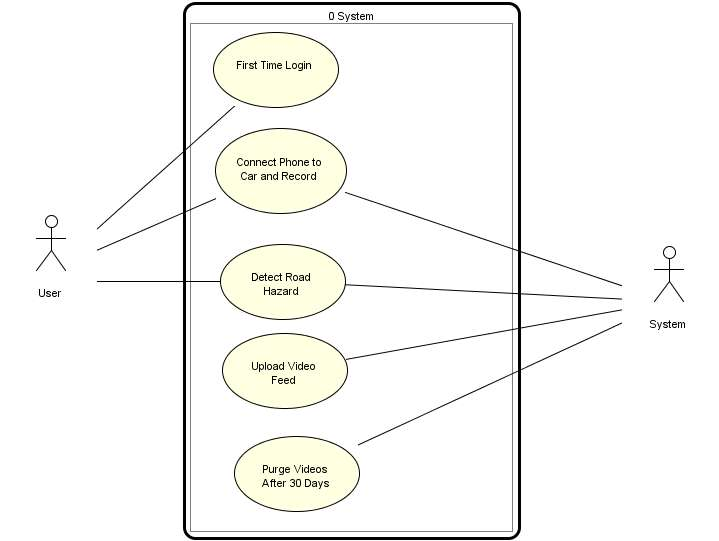 0 System
First Time Login
Connect Phone to
Car and Record
Detect Road
Hazard
User
System
Upload Video
Feed
Purge Videos
After 30 Days